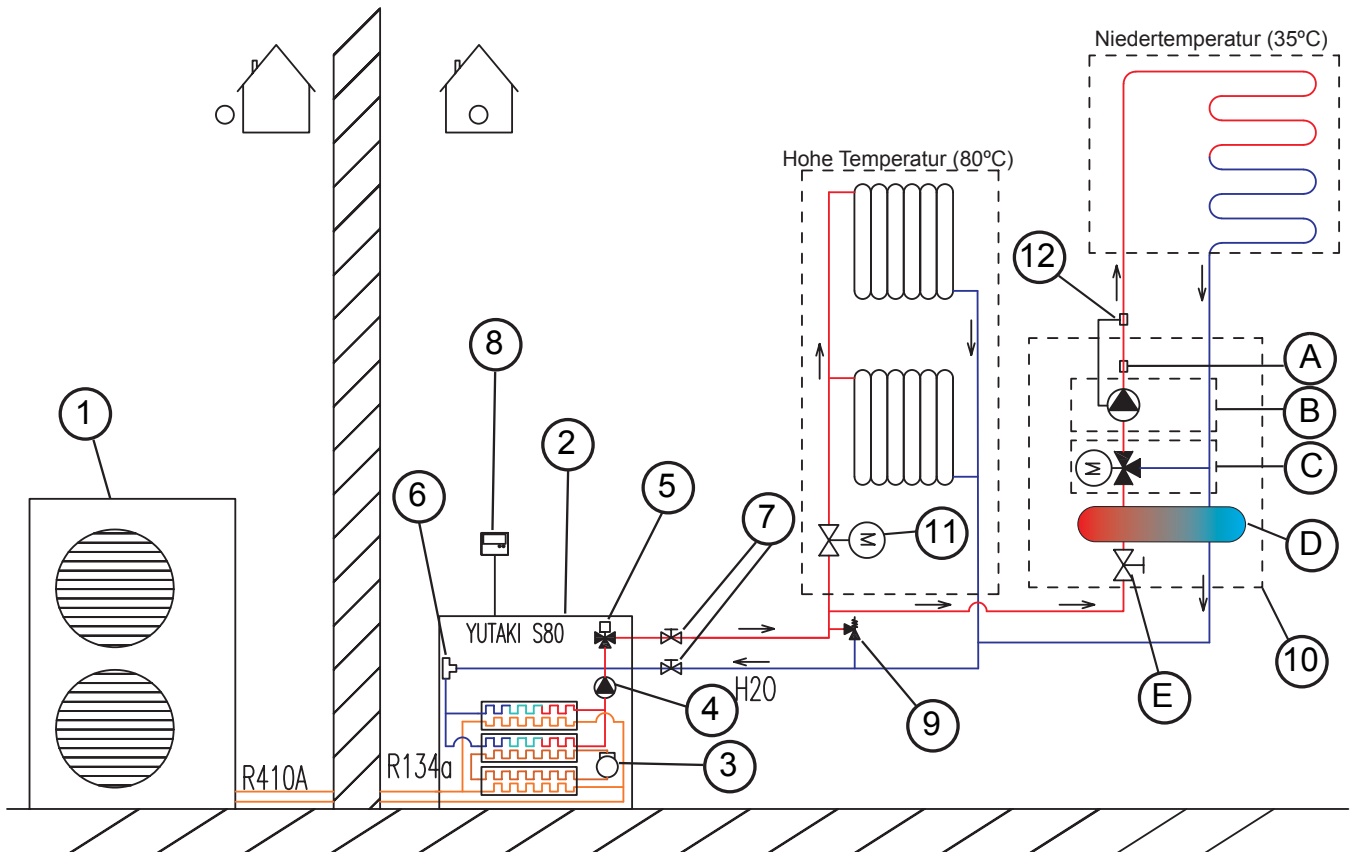 Niedertemperatur (35ºC)
Hohe Temperatur (80ºC)
12
8
A
1
B
2
C
6
5
7
M
11
M
D
YUTAKI S80
10
4
H20
9
E
R410A
R134a
3